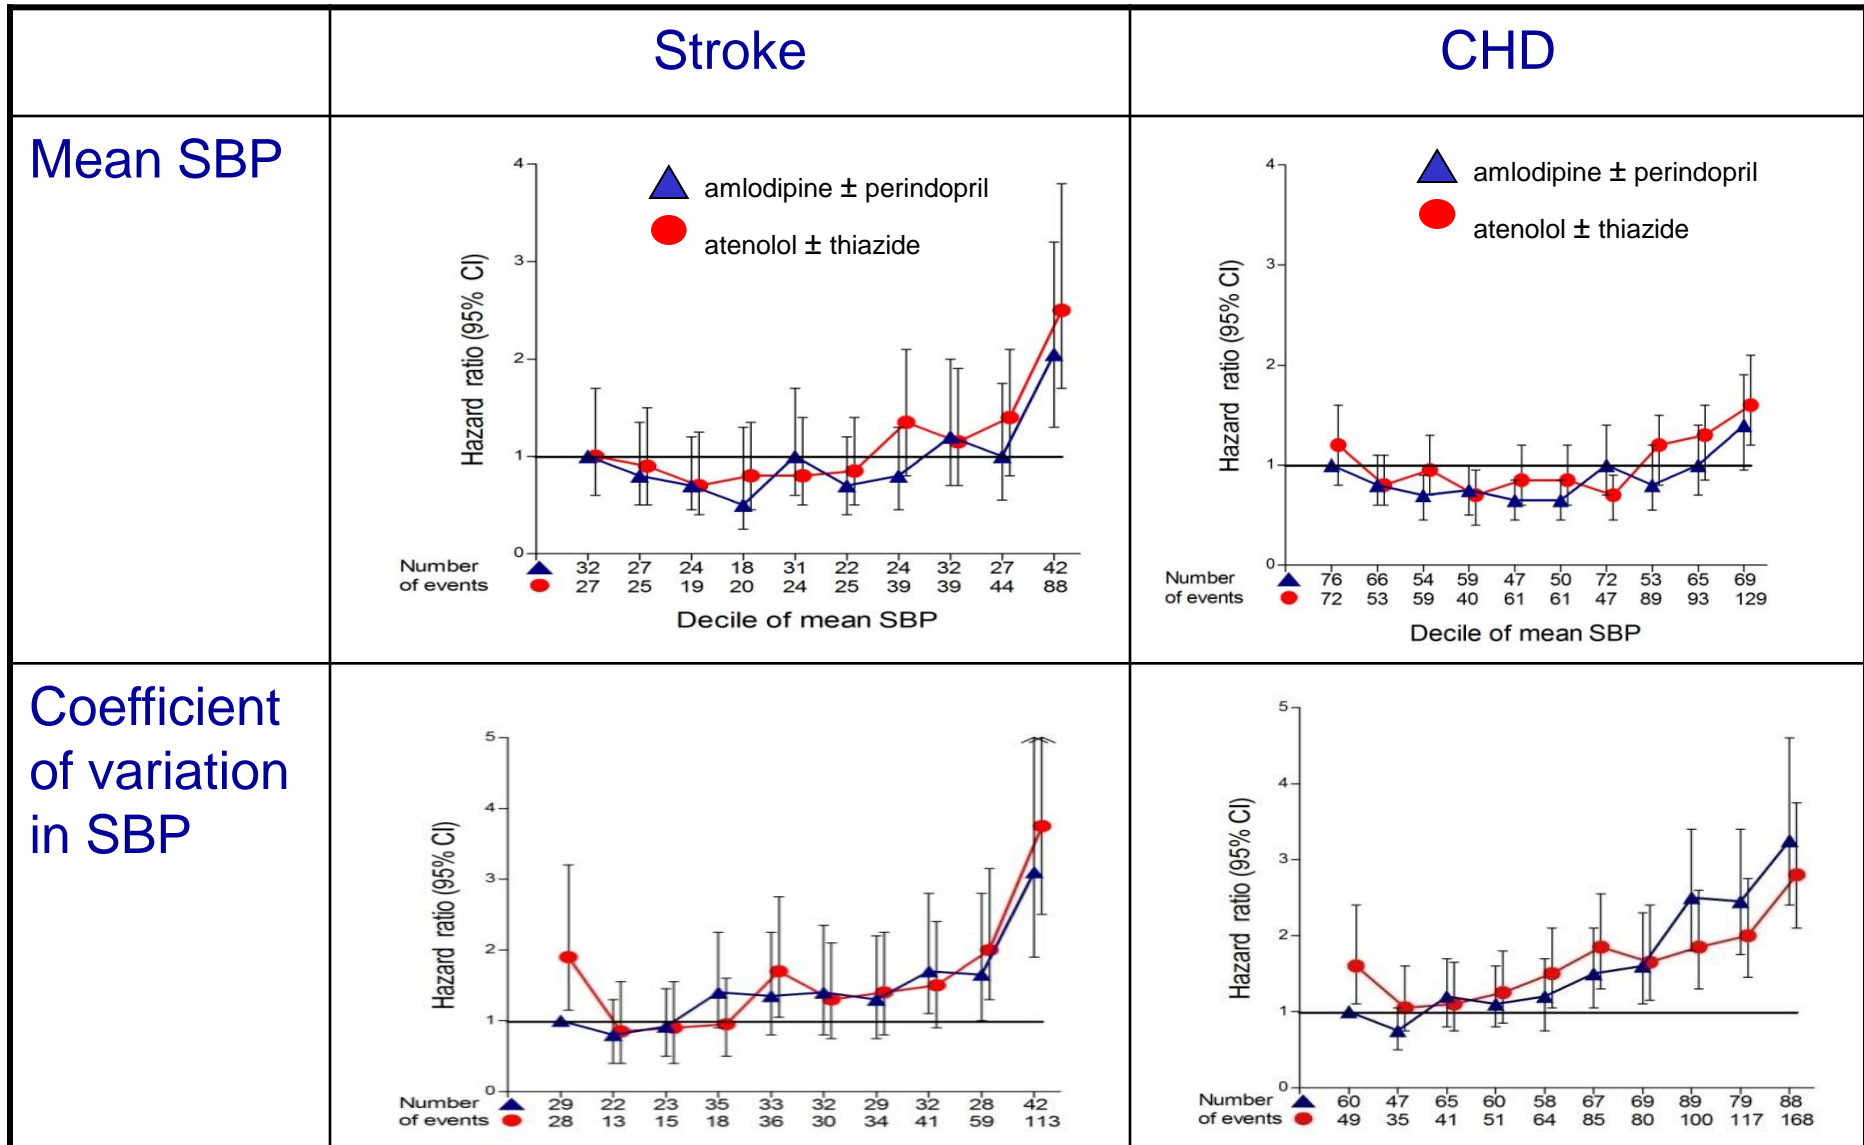 Stroke
CHD
Mean SBP
4
3
2
1
0
Hazard ratio (95% CI)
amlodipine ± perindopril
atenolol ± thiazide
Number 32 27 24 18 31 22 24 32 27 42
of events 27 25 19 20 24 25 39 39 44 88
Decile of mean SBP
4
3
2
1
0
Hazard ratio (95% CI)
amlodipine ± perindopril
atenolol ± thiazide
Number 76 66 54 59 47 50 72 53 65 69
of events 72 53 59 40 61 61 47 89 93 129
Decile of mean SBP
Coefficient
of variation
in SBP
5
4
3
2
1
0
Hazard ratio (95% CI)
Number 29 22 23 35 33 32 29 32 28 42
of events 28 13 15 18 36 30 34 41 59 113
5
4
3
2
1
0
Hazard ratio (95% CI)
Number 60 47 65 60 58 67 69 89 79 88
of events 49 35 41 51 64 85 80 100 117 168